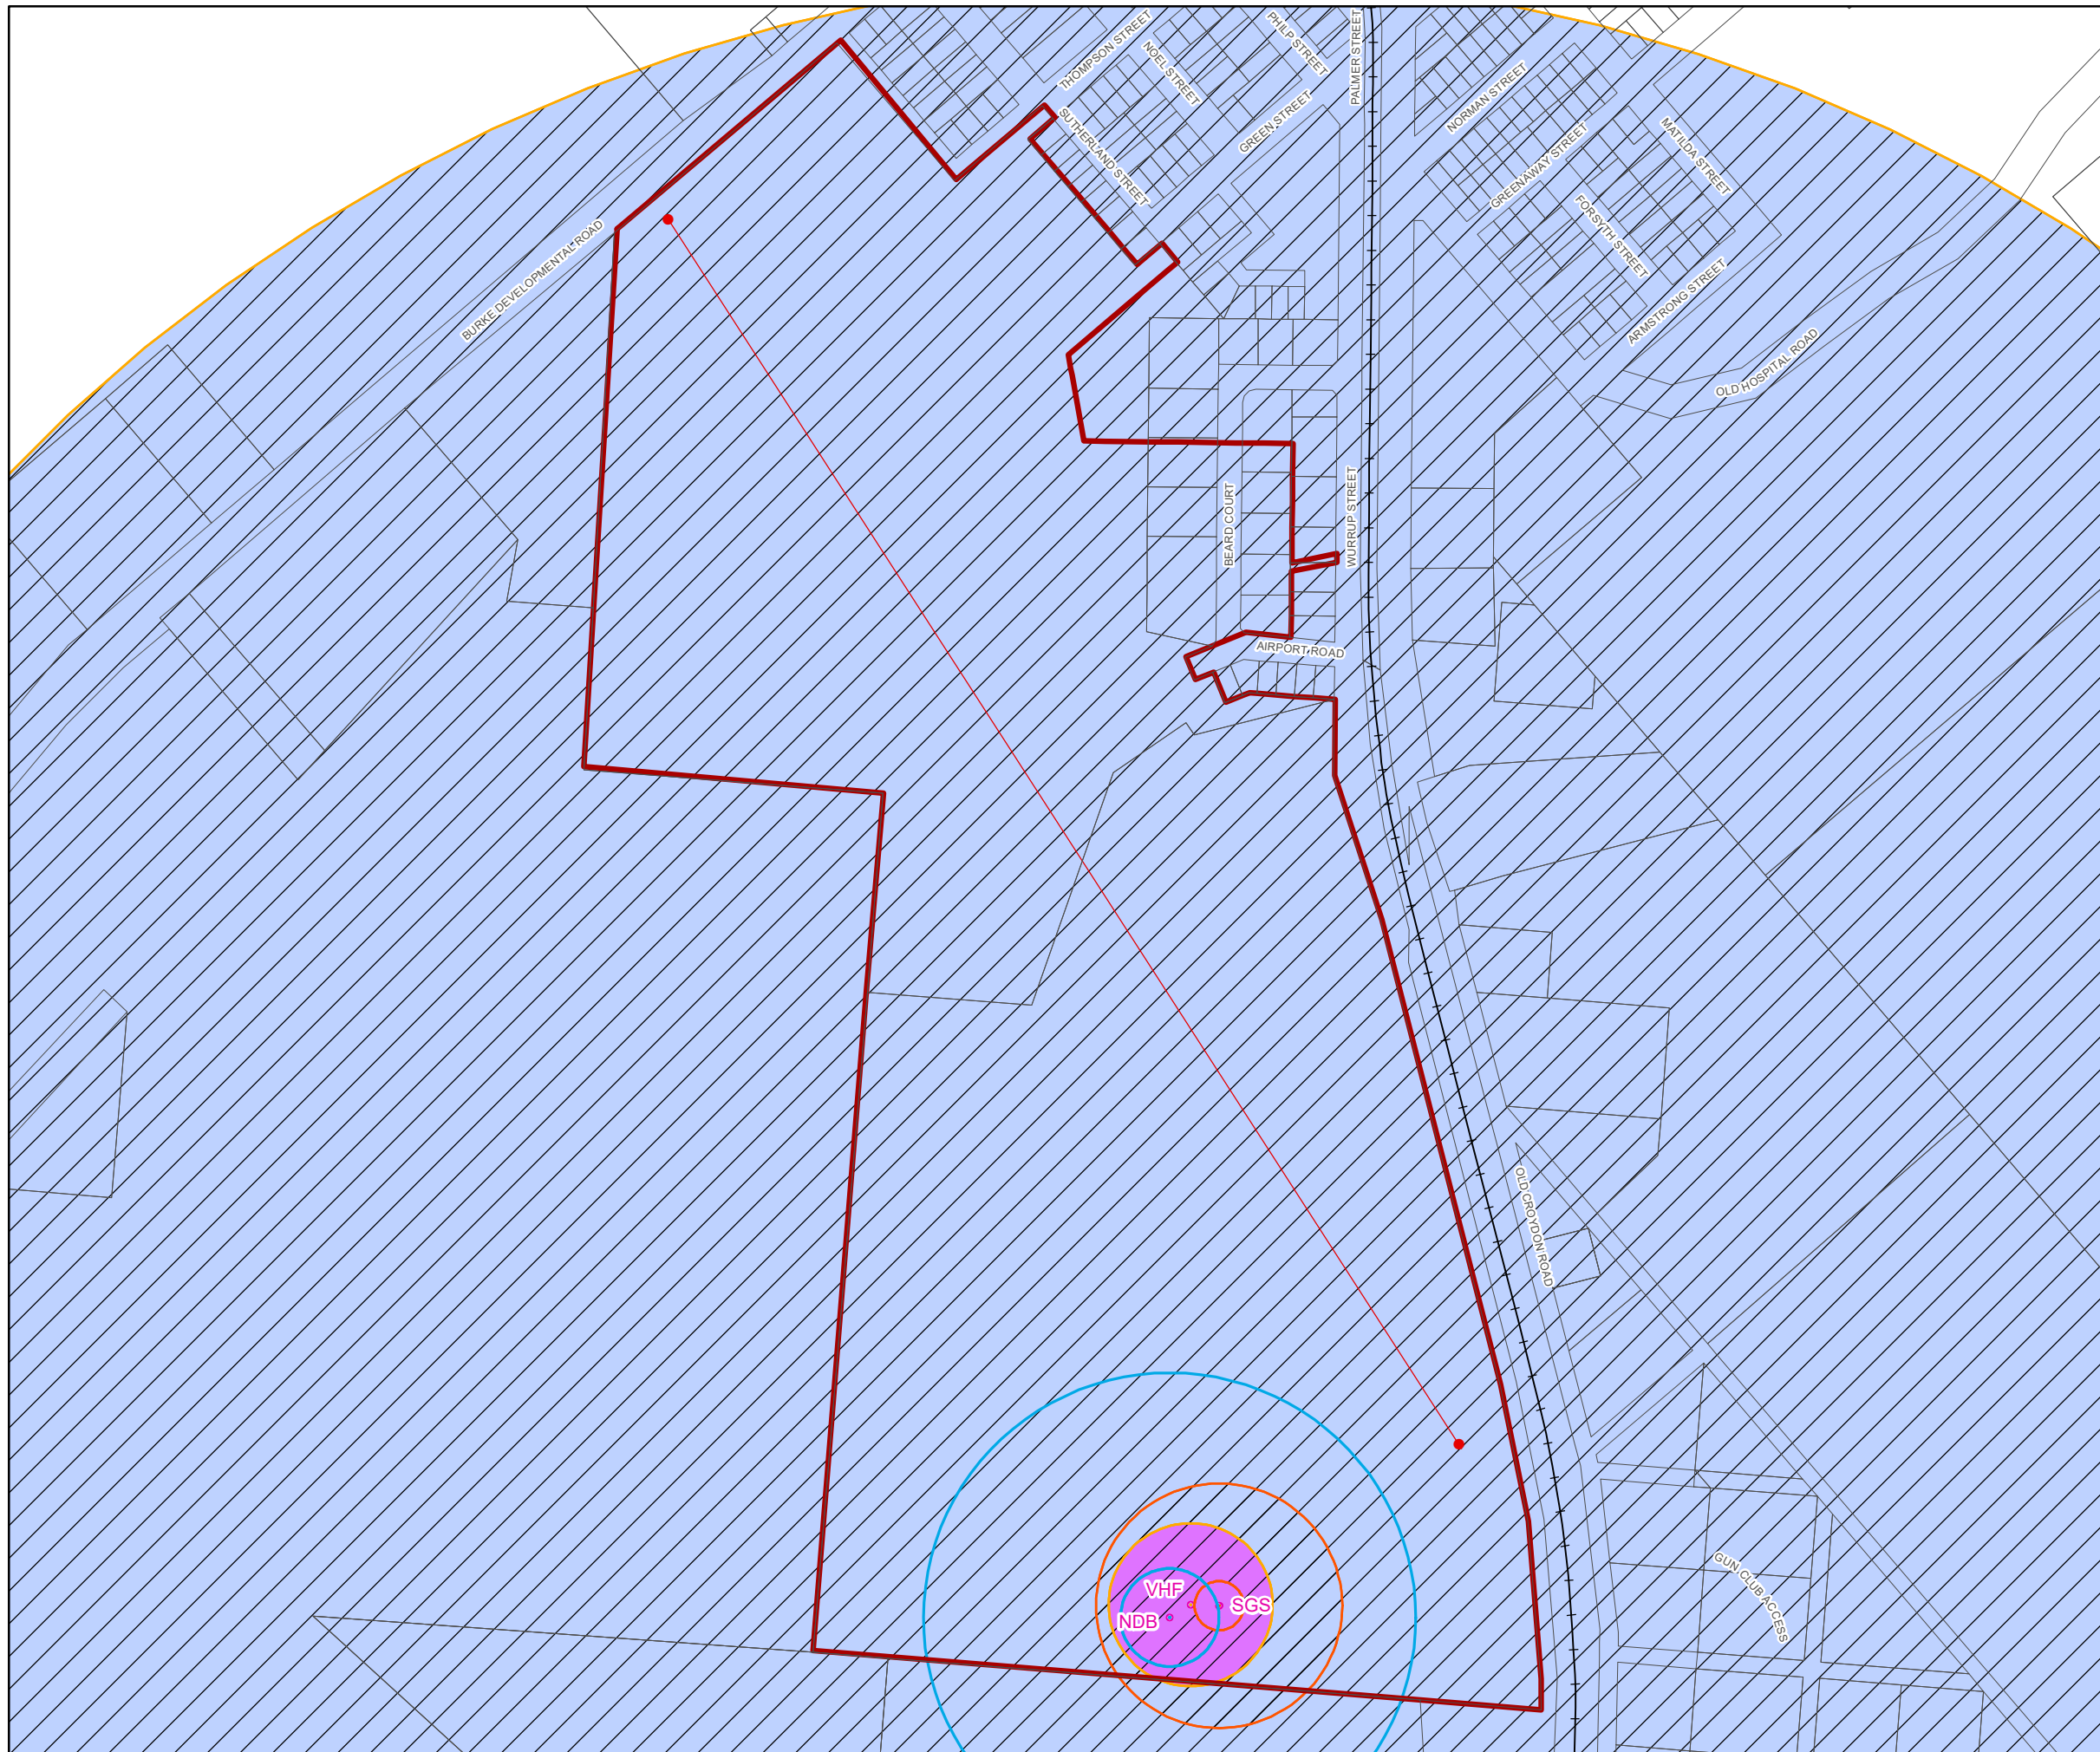 THOMPSON STREET
NOEL STREET
PHILP STREET
PALMER STREET
SUTHERLAND STREET
GREEN STREET
NORMAN STREET
GREENAWAY STREET
MATILDA STREET
FORSYTH STREET
ARMSTRONG STREET
OLD HOSPITAL ROAD
BURKE DEVELOPMENTAL ROAD
BEARD COURT
WURRUP STREET
AIRPORT ROAD
OLD CROYDON ROAD
GUN CLUB ACCESS
VHF
SGS
NDB